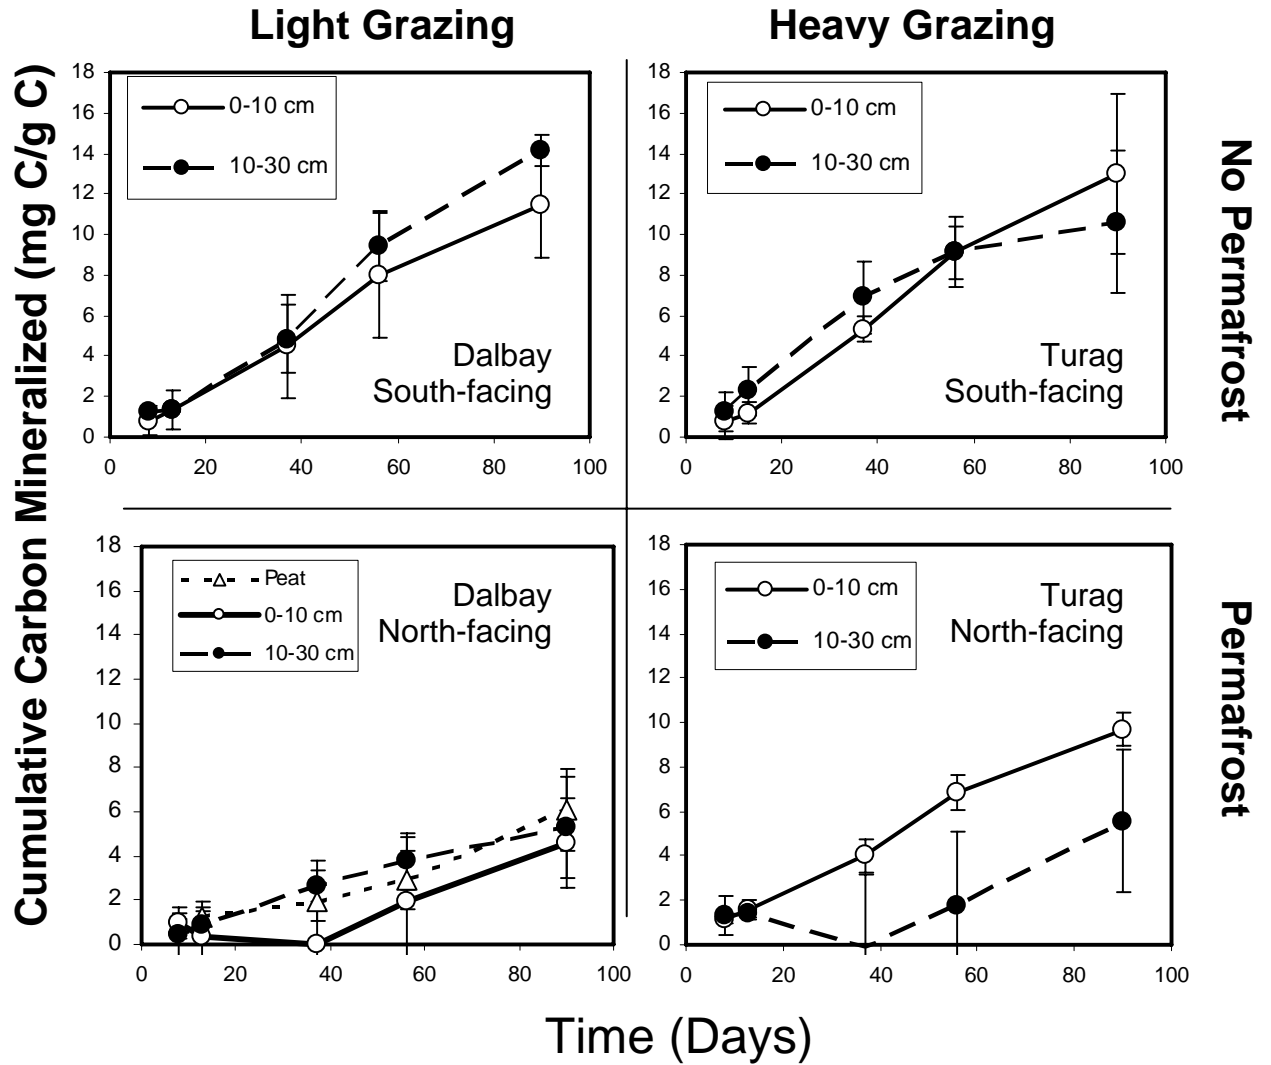 Light Grazing
Heavy Grazing
Cumulative Carbon Mineralized (mg C/g C)
18
16
14
12
10
8
6
4
2
0
0 20 40 60 80 100
0-10 cm
10-30 cm
Dalbay
South-facing
18
16
14
12
10
8
6
4
2
0
0 20 40 60 80 100
0-10 cm
10-30 cm
Turag
South-facing
No Permafrost
18
16
14
12
10
8
6
4
2
0
0 20 40 60 80 100
Peat
0-10 cm
10-30 cm
Dalbay
North-facing
18
16
14
12
10
8
6
4
2
0
0 20 40 60 80 100
0-10 cm
10-30 cm
Turag
North-facing
Permafrost
Time (Days)